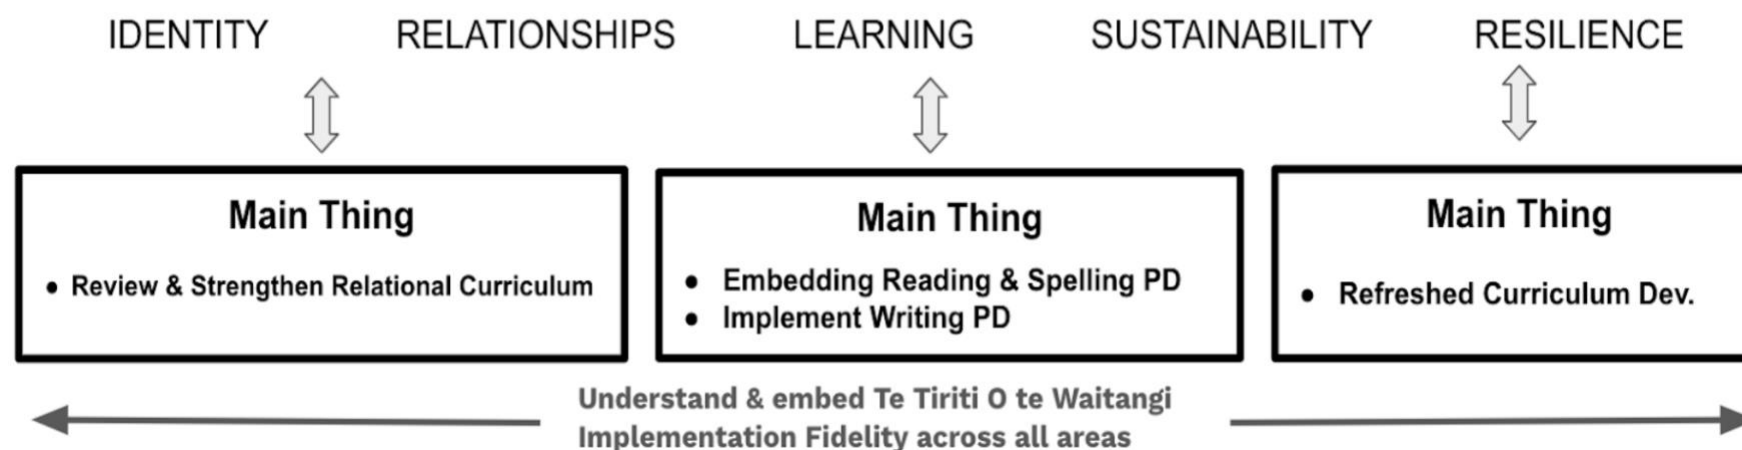 IDENTITY RELATIONSHIPS LEARNING SUSTAINABILITY RESILIENCE
Main Thing
• Review & Strengthen Relational Curriculum
Main Thing
• Embedding Reading & Spelling PD
• Implement Writing PD
Main Thing
• Refreshed Curriculum Dev.
Understand & embed Te Tiriti O te Waitangi
Implementation Fidelity across all areas